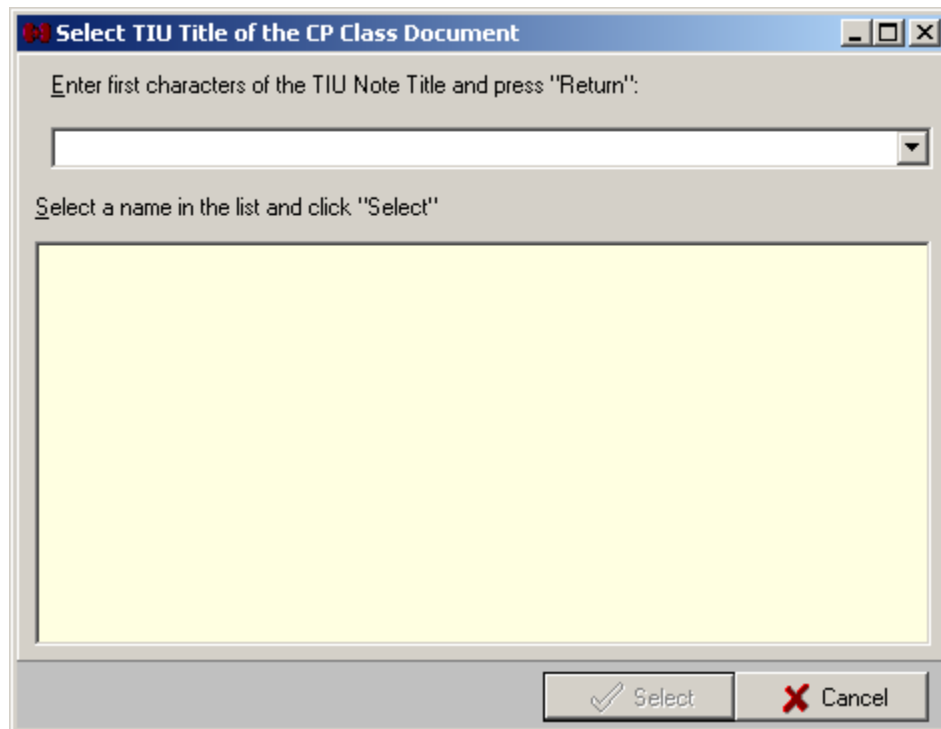 Select TIU Title of the CP Class Document
Enter first characters of the TIU Note Title and press "Return":
Select a name in the list and click "Select"
Select
Cancel